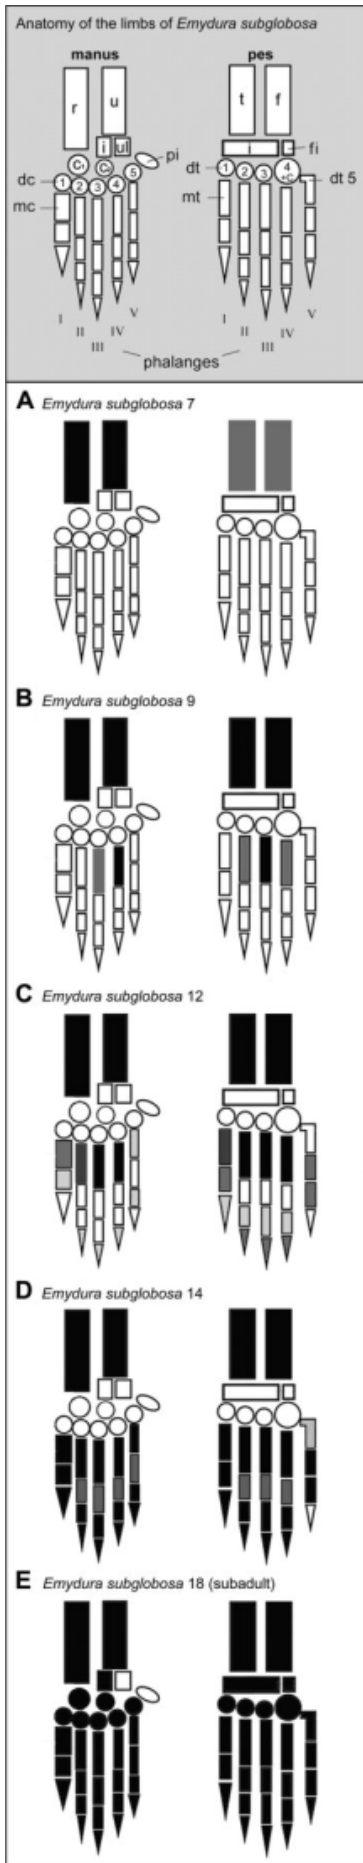 Anatomy of the limbs of Emydura subglobosa
manus pes
r u t f
i ul pi i fi
C1 C2
dc 1 2 3 4 5 dt 1 2 3 4 +C dt 5
mc mt
I II III IV V I II III IV V
phalanges
A Emydura subglobosa 7
B Emydura subglobosa 9
C Emydura subglobosa 12
D Emydura subglobosa 14
E Emydura subglobosa 18 (subadult)